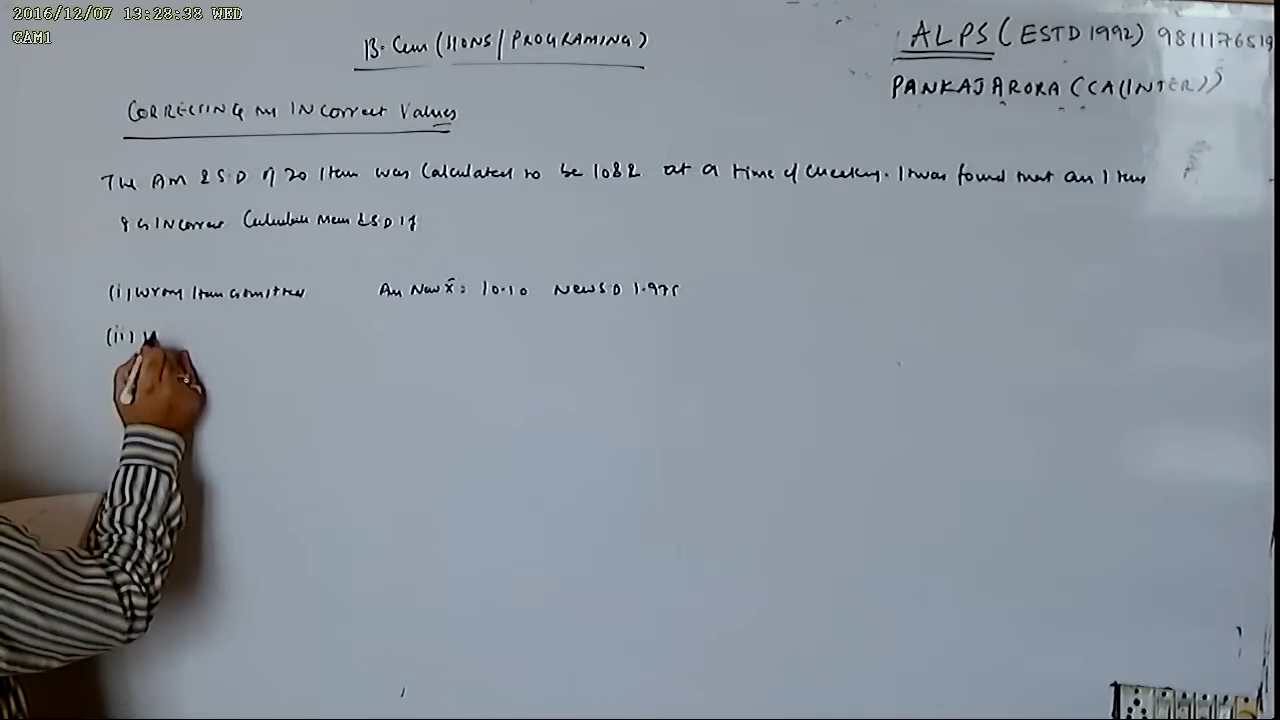 2016/12/07 13:28:38 WED
CAM1
B.Com (HONS/PROGRAMING)
ALPS (ESTD 1992) 9811176519
PANKAJ ARORA (CA(INTER))
CORRECTING an INCorrect Values
The AM & S.D of 20 Item was Calculated to be 10&2 at a time of checking. It was found that an Item
8 is INCorrect Calculate Mean & S.D if
(i) Wrong Item is omitted An New x̄ = 10.10 New SD 1.975
(ii)